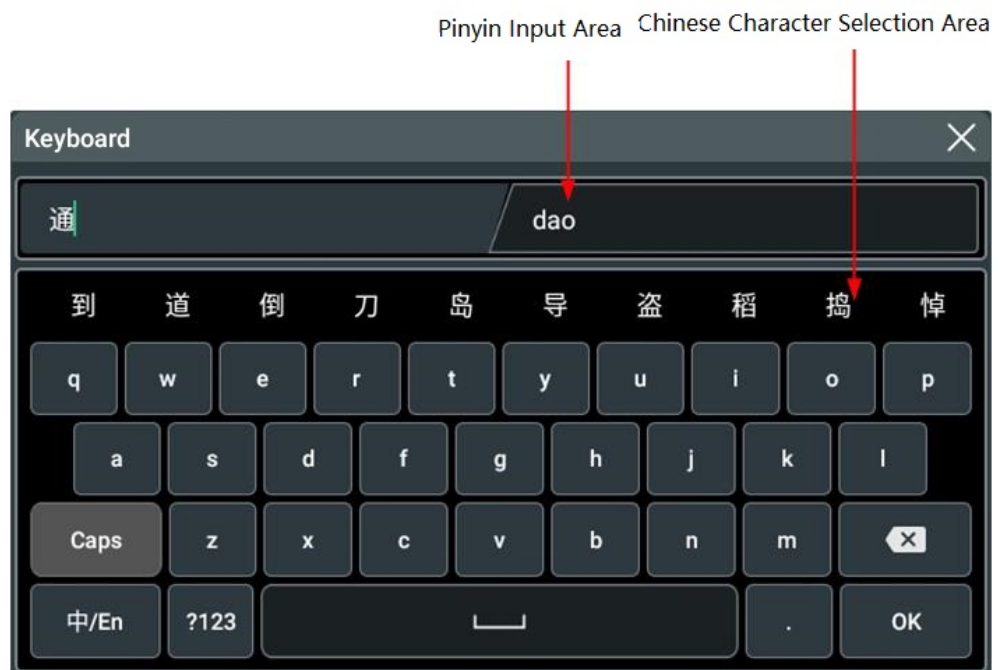 Pinyin Input Area Chinese Character Selection Area
Keyboard
通 dao
到 道 倒 刀 岛 导 盗 稻 捣 悼
q w e r t y u i o p
a s d f g h j k l
Caps z x c v b n m
中/En ?123 . OK